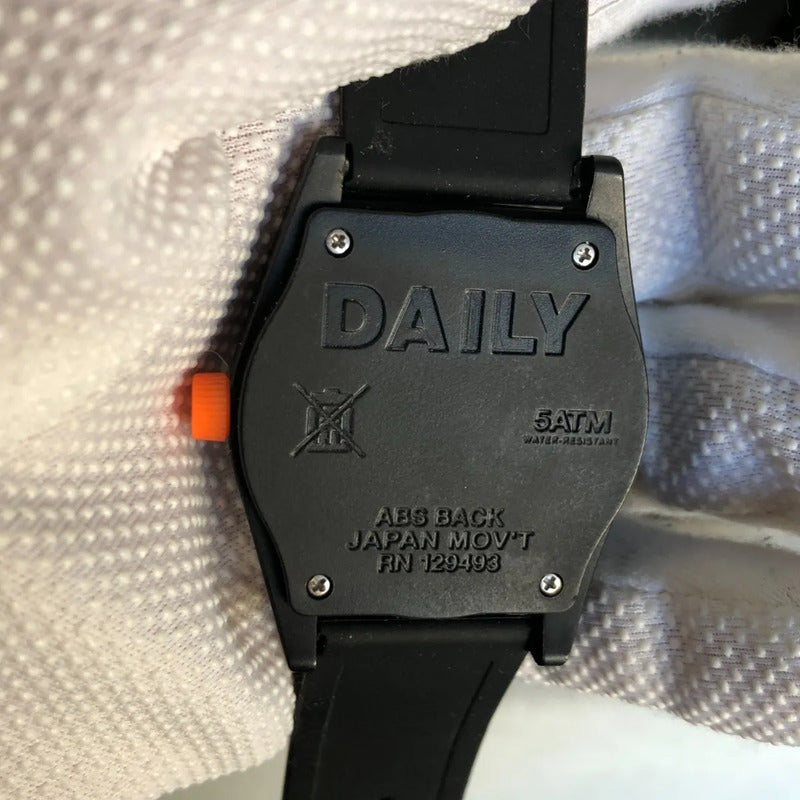 DAILY
5ATM
WATER-RESISTANT
ABS BACK
JAPAN MOV'T
RN 129493